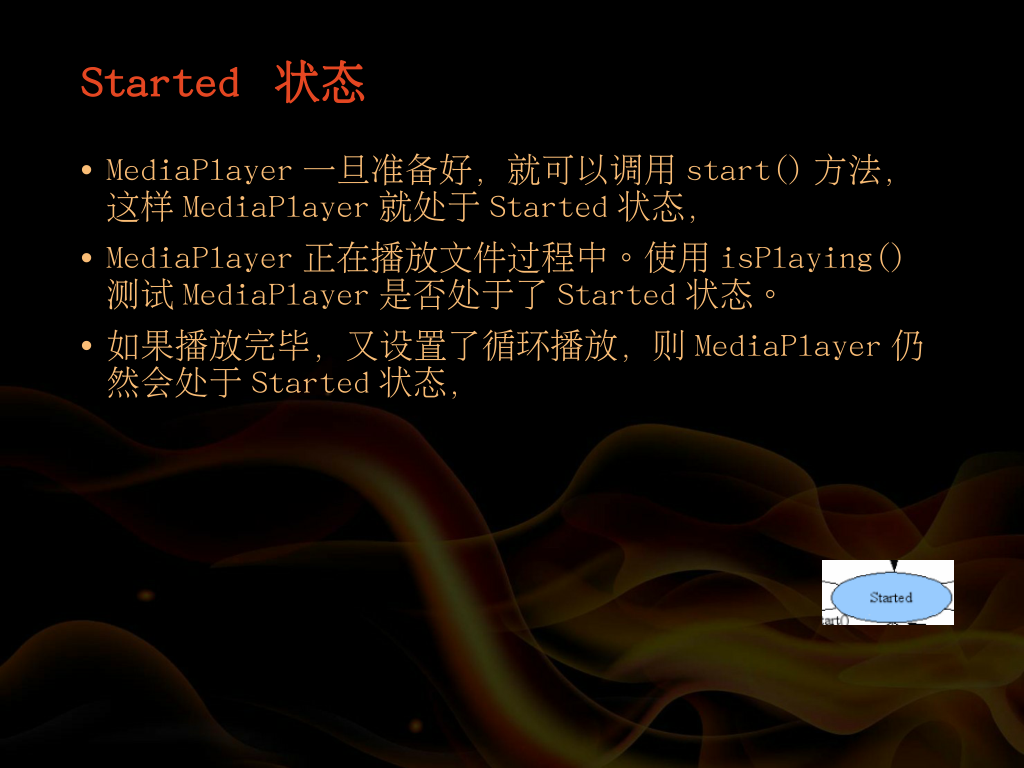 Started 状态
• MediaPlayer 一旦准备好, 就可以调用 start() 方法,
这样 MediaPlayer 就处于 Started 状态,
• MediaPlayer 正在播放文件过程中。使用 isPlaying()
测试 MediaPlayer 是否处于了 Started 状态。
• 如果播放完毕, 又设置了循环播放, 则 MediaPlayer 仍
然会处于 Started 状态,
Started